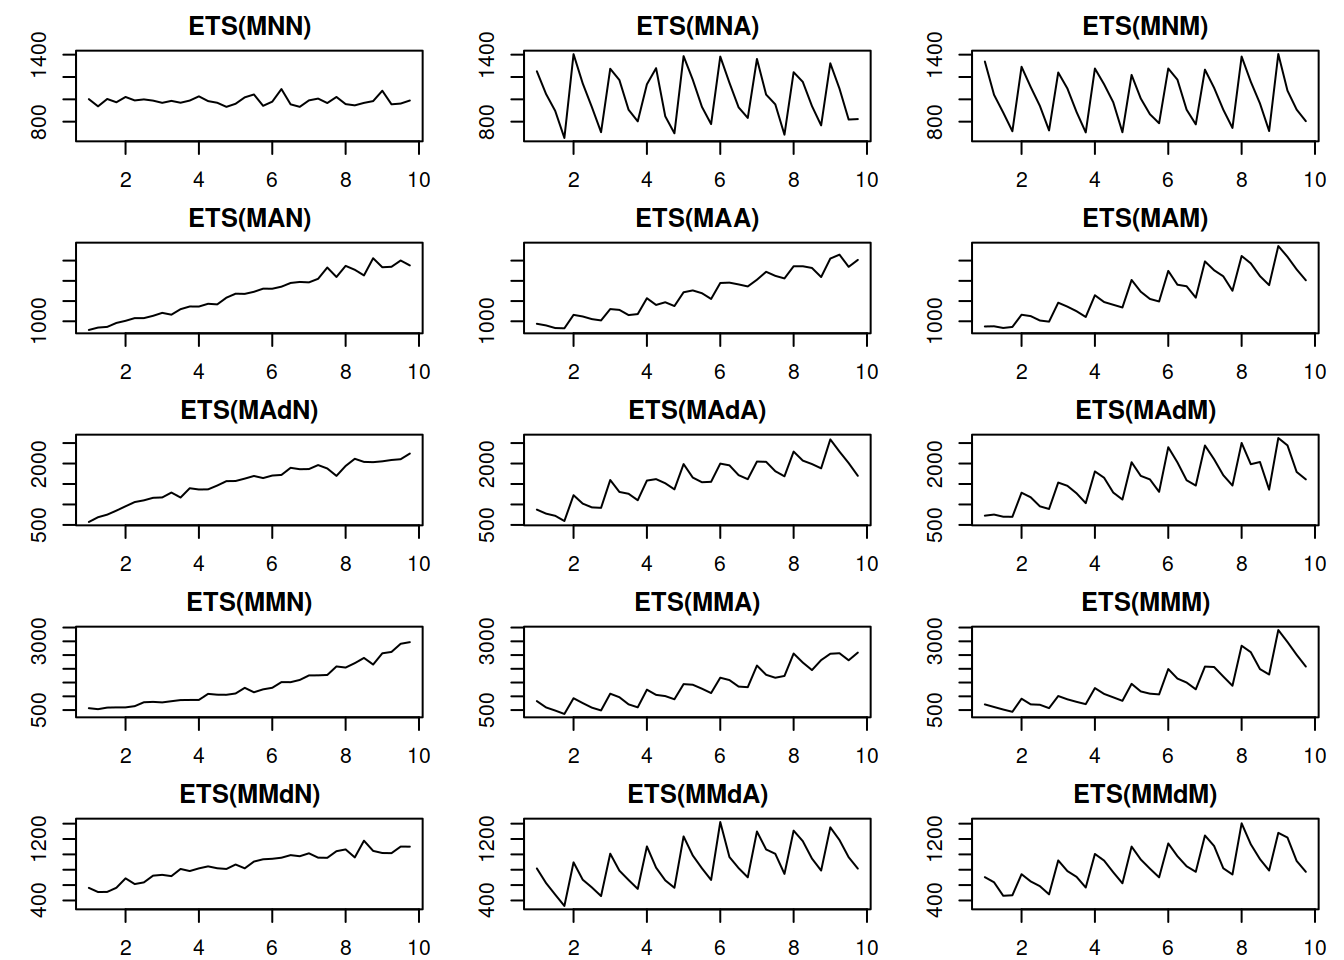 ETS(MNN) ETS(MNA) ETS(MNM)
1400 1400 1400
800 800 800
2 4 6 8 10 2 4 6 8 10 2 4 6 8 10
ETS(MAN) ETS(MAA) ETS(MAM)
1000 1000 1000
2 4 6 8 10 2 4 6 8 10 2 4 6 8 10
ETS(MAdN) ETS(MAdA) ETS(MAdM)
2000 2000 2000
500 500 500
2 4 6 8 10 2 4 6 8 10 2 4 6 8 10
ETS(MMN) ETS(MMA) ETS(MMM)
3000 3000 3000
500 500 500
2 4 6 8 10 2 4 6 8 10 2 4 6 8 10
ETS(MMdN) ETS(MMdA) ETS(MMdM)
1200 1200 1200
400 400 400
2 4 6 8 10 2 4 6 8 10 2 4 6 8 10